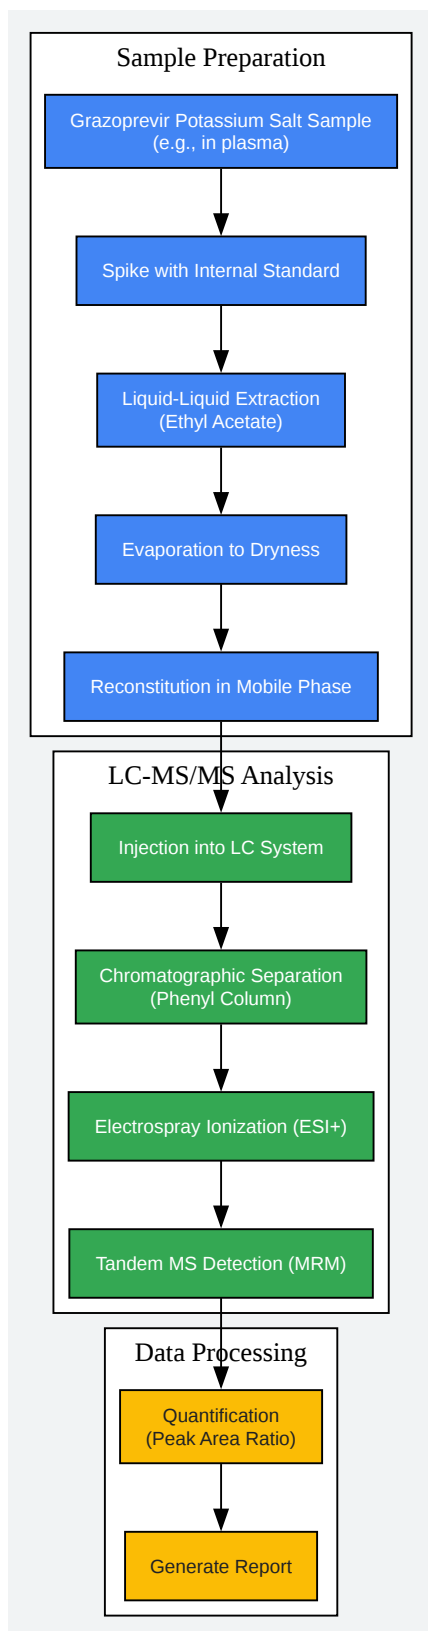 Sample Preparation
Grazoprevir Potassium Salt Sample
(e.g., in plasma)
Spike with Internal Standard
Liquid-Liquid Extraction
(Ethyl Acetate)
Evaporation to Dryness
Reconstitution in Mobile Phase
LC-MS/MS Analysis
Injection into LC System
Chromatographic Separation
(Phenyl Column)
Electrospray Ionization (ESI+)
Tandem MS Detection (MRM)
Data Processing
Quantification
(Peak Area Ratio)
Generate Report